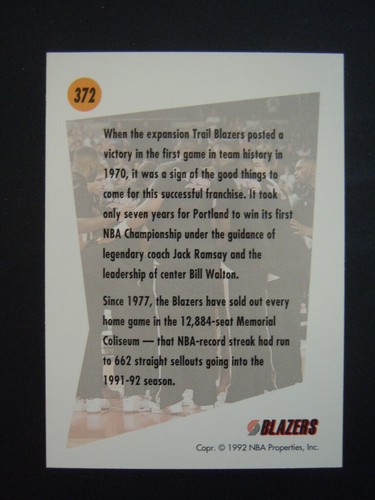 372
When the expansion Trail Blazers posted a
victory in the first game in team history in
1970, it was a sign of the good things to
come for this successful franchise. It took
only seven years for Portland to win its first
NBA Championship under the guidance of
legendary coach Jack Ramsay and the
leadership of center Bill Walton.
Since 1977, the Blazers have sold out every
home game in the 12,884-seat Memorial
Coliseum — that NBA-record streak had run
to 662 straight sellouts going into the
1991-92 season.
BLAZERS
Copr. © 1992 NBA Properties, Inc.